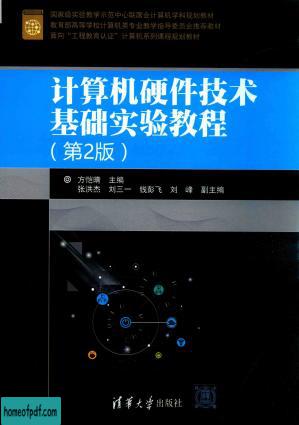 国家级实验教学示范中心联席会计算机学科规划教材
教育部高等学校计算机类专业教学指导委员会推荐教材
面向“工程教育认证”计算机系列课程规划教材
计算机硬件技术
基础实验教程
（第2版）
◎ 方恺晴 主编
张洪杰 刘三一 钱彭飞 刘峰 副主编
清华大学出版社
homeofpdf.com